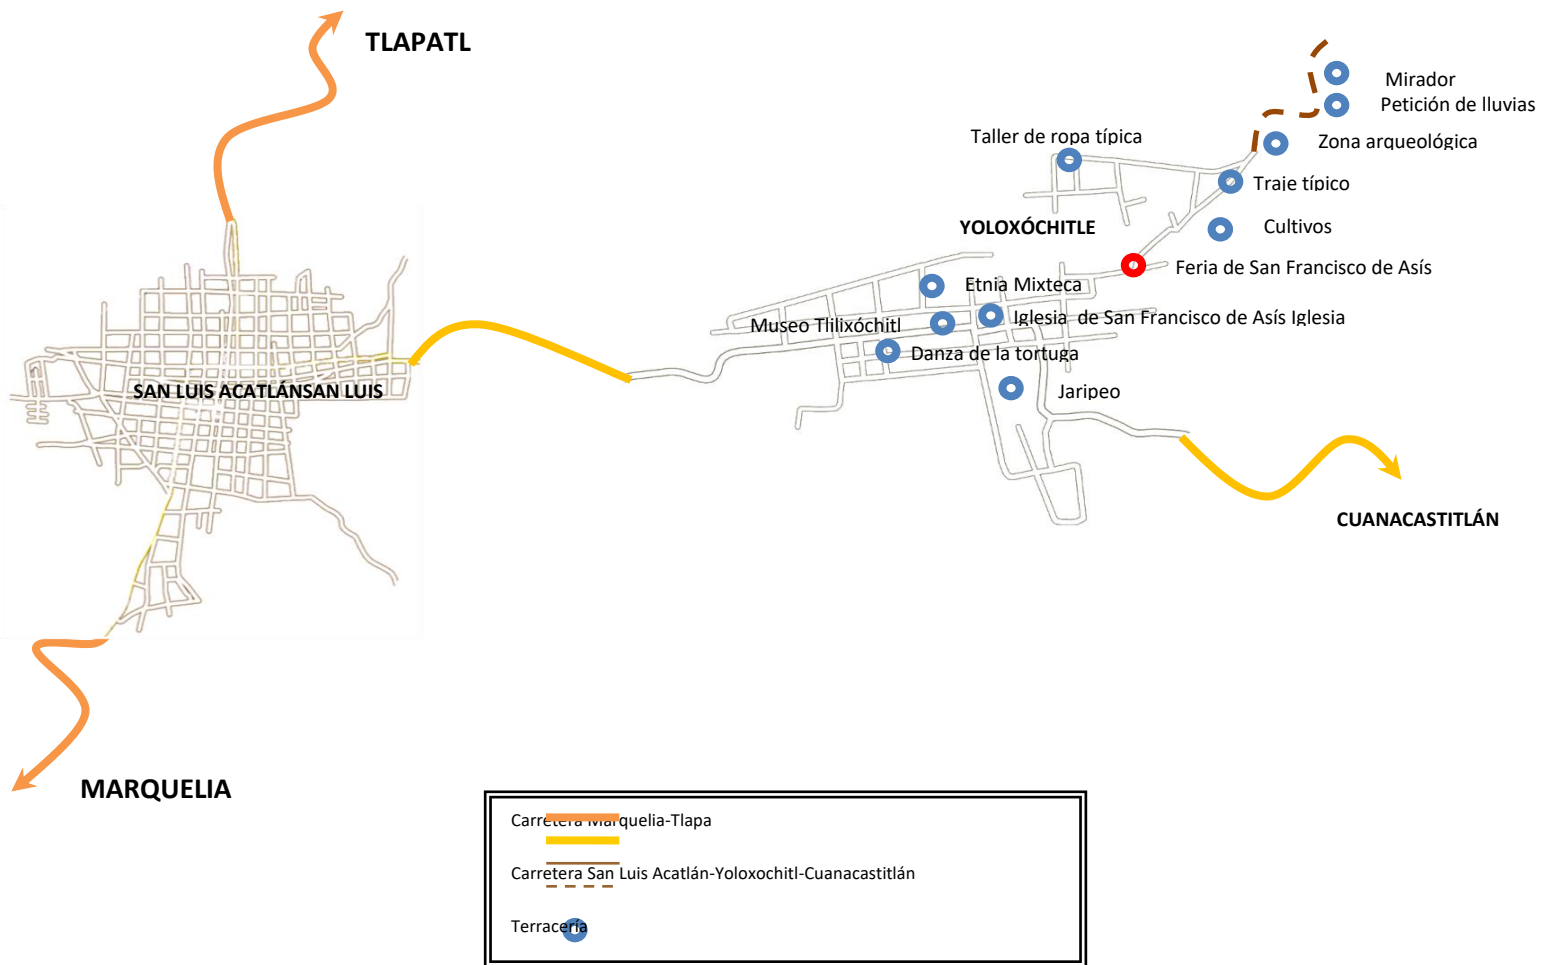 TLAPATL
Mirador
Petición de lluvias
Taller de ropa típica
Zona arqueológica
Traje típico
YOLOXÓCHITLE
Cultivos
Feria de San Francisco de Asís
Etnia Mixteca
Museo Tlilixóchitl
Iglesia de San Francisco de Asís Iglesia
Danza de la tortuga
SAN LUIS ACATLÁNSAN LUIS
Jaripeo
CUANACASTITLÁN
MARQUELIA
Carretera Marquelia-Tlapa
Carretera San Luis Acatlán-Yoloxochitl-Cuanacastitlán
Terracería